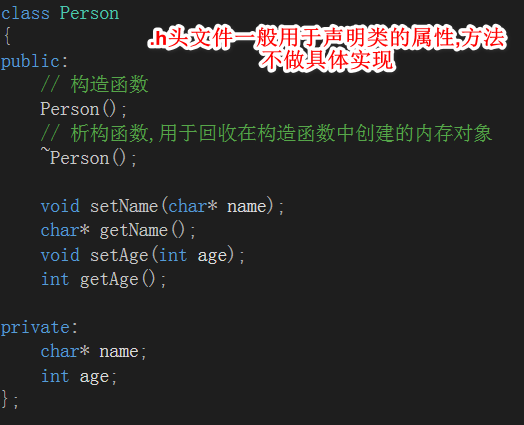 class Person
.h头文件一般用于声明类的属性,方法
不做具体实现
{
public:
// 构造函数
Person();
// 析构函数,用于回收在构造函数中创建的内存对象
~Person();
void setName(char* name);
char* getName();
void setAge(int age);
int getAge();
private:
char* name;
int age;
};